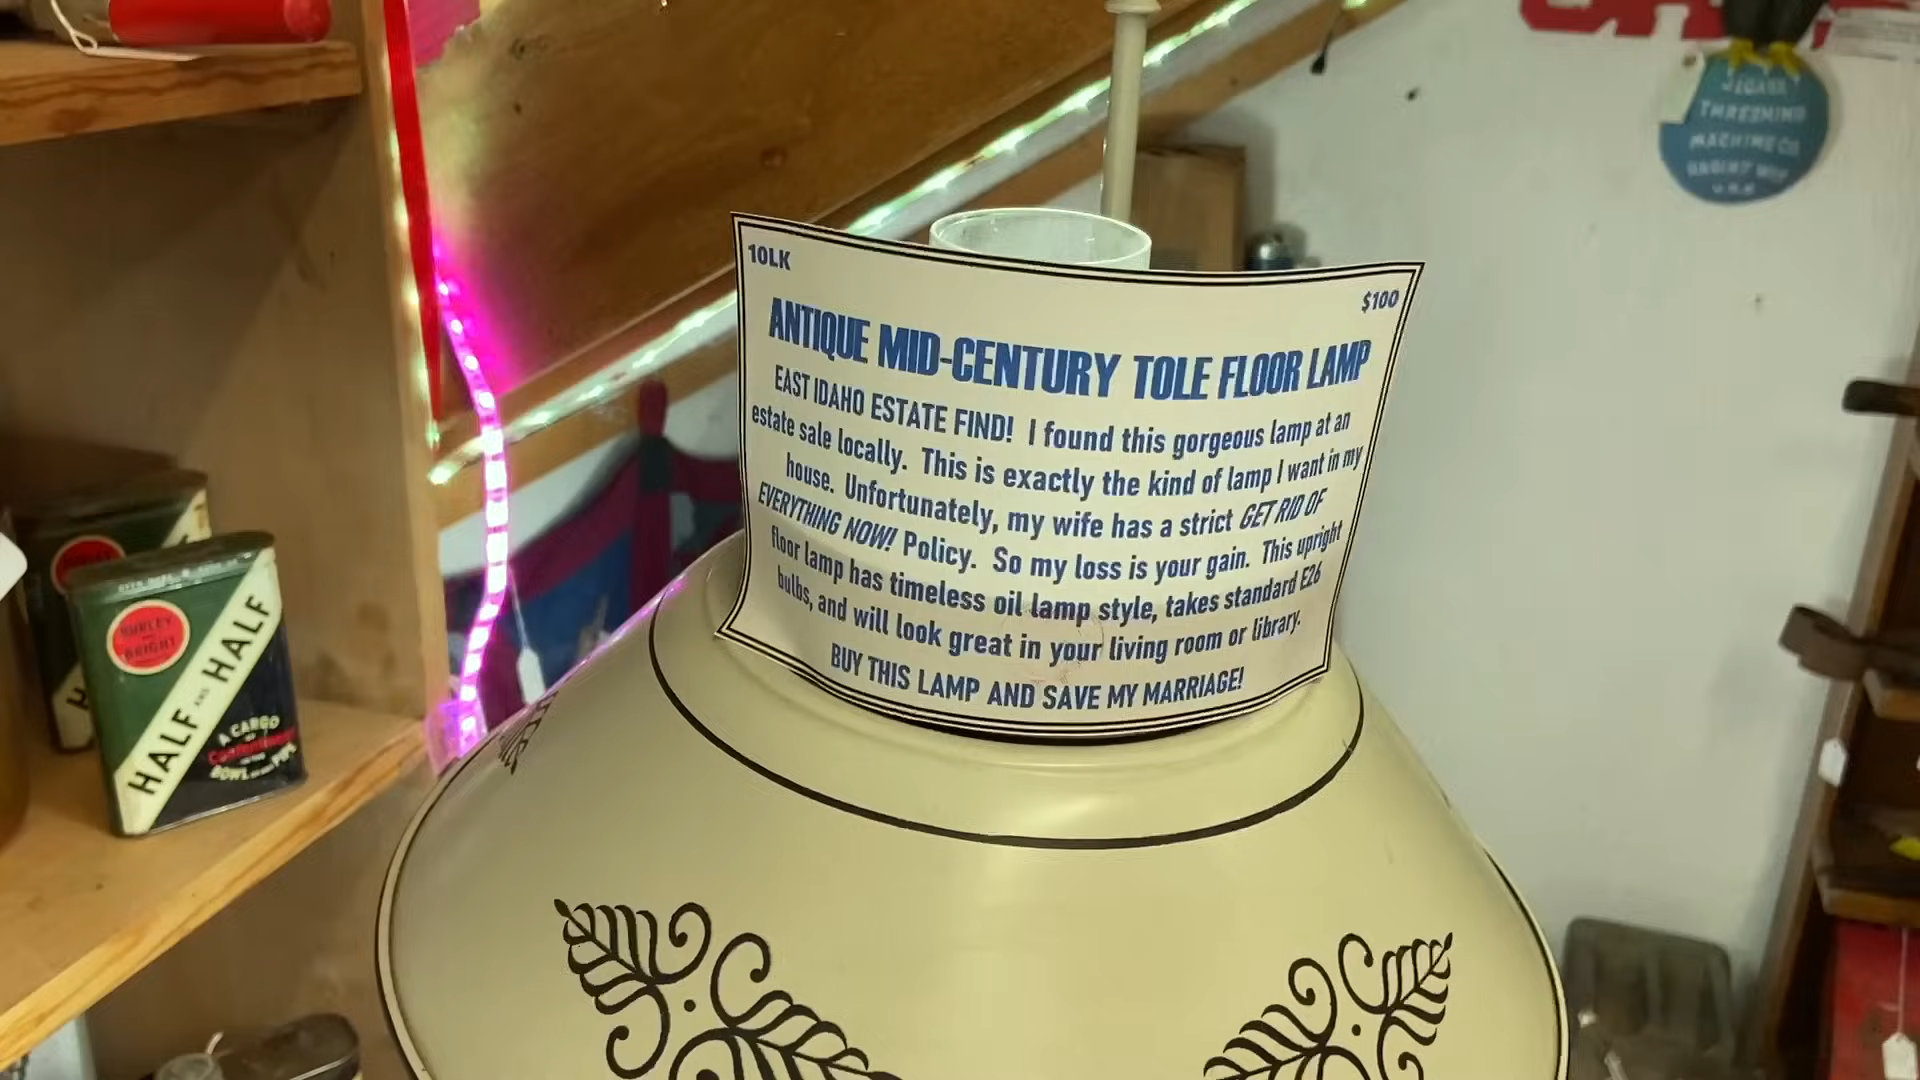 10LK
$100
ANTIQUE MID-CENTURY TOLE FLOOR LAMP
EAST IDAHO ESTATE FIND! I found this gorgeous lamp at an
estate sale locally. This is exactly the kind of lamp I want in my
house. Unfortunately, my wife has a strict GET RID OF
EVERYTHING NOW! Policy. So my loss is your gain. This upright
floor lamp has timeless oil lamp style, takes standard E26
bulbs, and will look great in your living room or library.
BUY THIS LAMP AND SAVE MY MARRIAGE!
BURLEY
AND
BRIGHT
HALF AND HALF
A CARGO
OF
Contentment
IN THE
BOWL OF ANY PIPE
THRESHING
MACHINE CO.
U.S.A.